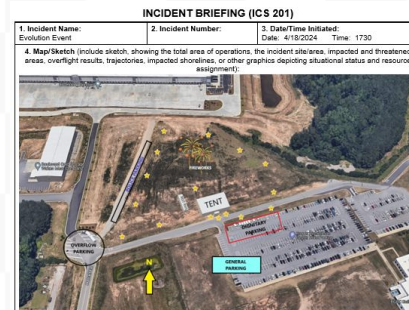 INCIDENT BRIEFING (ICS 201)
1. Incident Name:
Evolution Event
2. Incident Number:
3. Date/Time Initiated:
Date: 4/18/2024 Time: 1730
4. Map/Sketch (include sketch, showing the total area of operations, the incident site/area, impacted and threatened
areas, overflight results, trajectories, impacted shorelines, or other graphics depicting situational status and resource
assignment):
FIREWORKS
TENT
DIGNITARY
PARKING
OVERFLOW
PARKING
N
GENERAL
PARKING